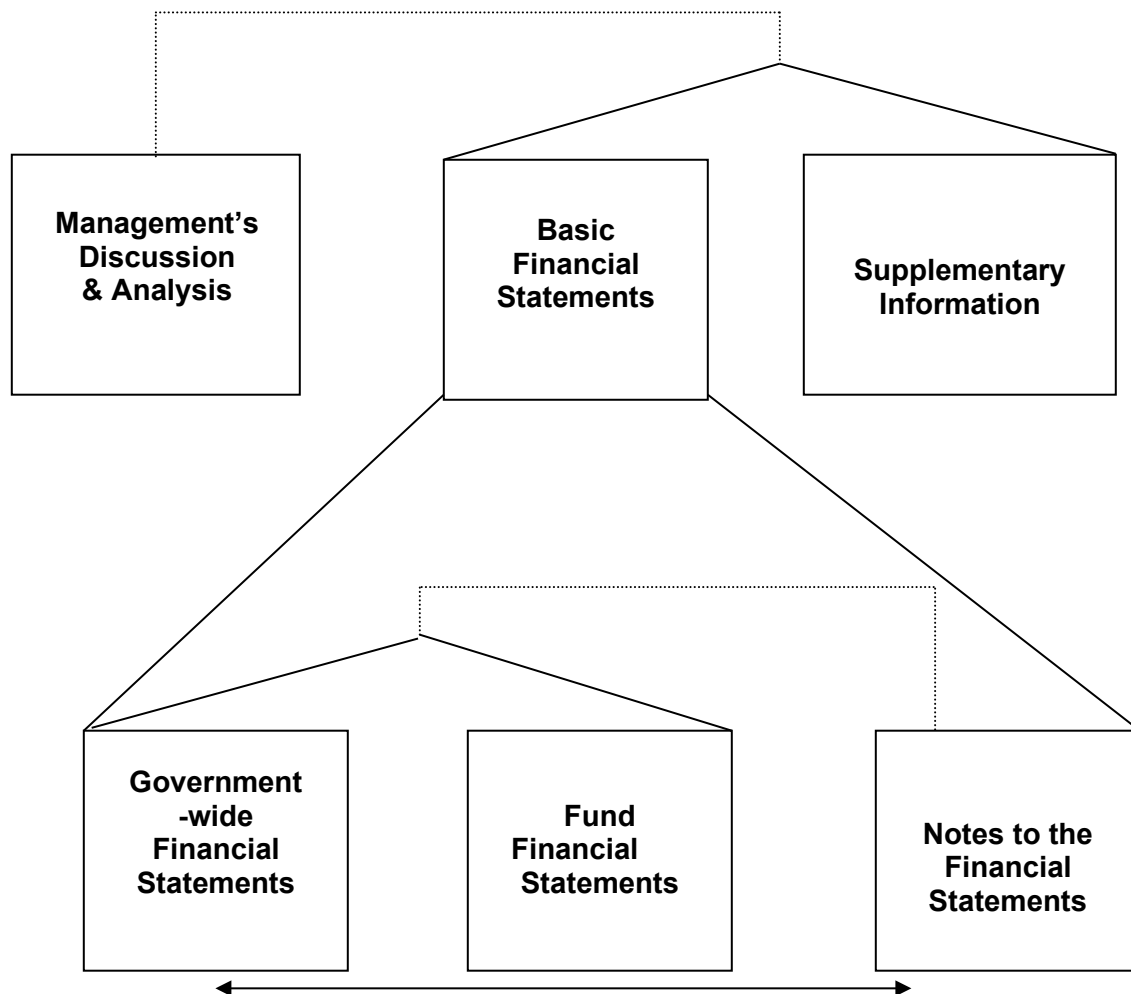 Management’s
Discussion
& Analysis
Basic
Financial
Statements
Supplementary
Information
Government
-wide
Financial
Statements
Fund
Financial
Statements
Notes to the
Financial
Statements